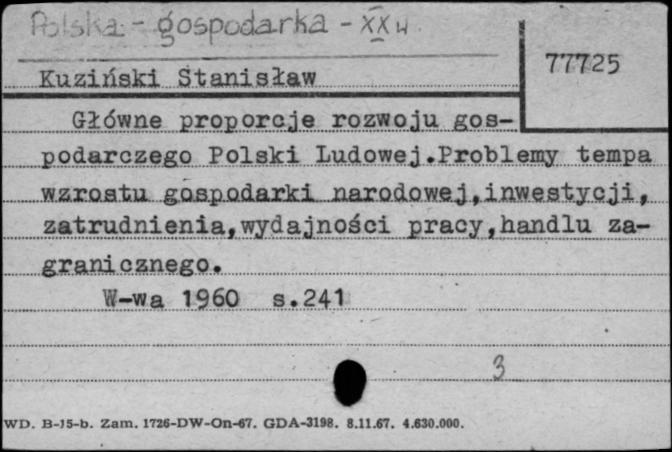 Polska - gospodarka - XX w.
77725
Kuziński Stanisław
Główne proporcje rozwoju gos-
podarczego Polski Ludowej.Problemy tempa
wzrostu gospodarki narodowej,inwestycji,
zatrudnienia,wydajności pracy,handlu za-
granicznego.
W-wa 1960 s.241
3
WD. B-15-b. Zam. 1726-DW-On-67. GDA-3198. 8.11.67. 4.630.000.